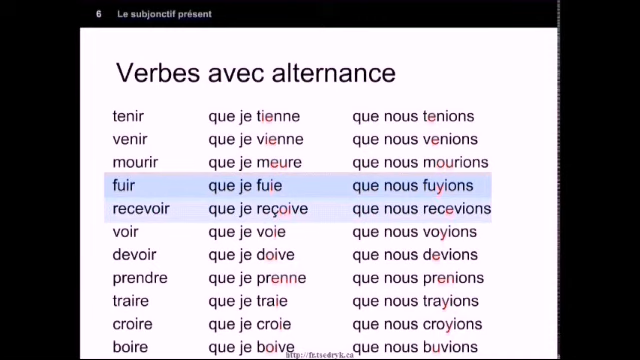 6 Le subjonctif présent
Verbes avec alternance
tenir que je tienne que nous tenions
venir que je vienne que nous venions
mourir que je meure que nous mourions
fuir que je fuie que nous fuyions
recevoir que je reçoive que nous recevions
voir que je voie que nous voyions
devoir que je doive que nous devions
prendre que je prenne que nous prenions
traire que je traie que nous trayions
croire que je croie que nous croyions
boire que je boive que nous buvions
http://fr.tsedryk.ca